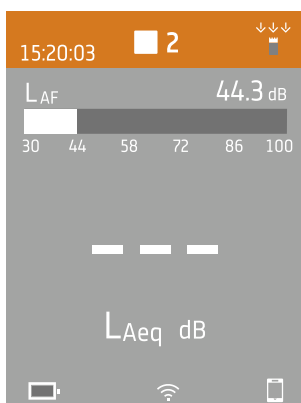 15:20:03 2
LAF 44.3 dB
30 44 58 72 86 100
– – –
LAeq dB